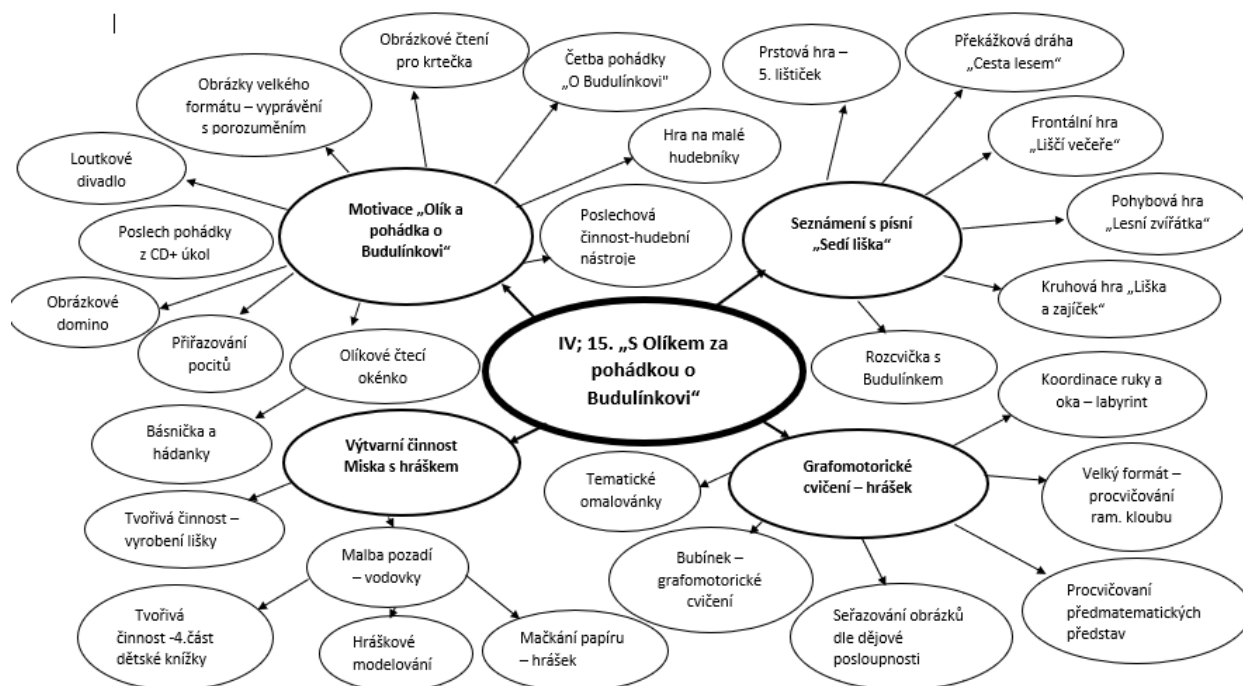 Obrázkové čtení
pro krtečka
Četba pohádky
„O Budulínkovi"
Obrázky velkého
formátu – vyprávění
s porozuměním
Hra na malé
hudebníky
Loutkové
divadlo
Motivace „Olík a
pohádka o
Budulínkovi“
Poslech pohádky
z CD+ úkol
Poslechová
činnost-hudební
nástroje
Obrázkové
domino
Přiřazování
pocitů
Olíkové čtecí
okénko
Básnička a
hádanky
Prstová hra –
5. lištiček
Překážková dráha
„Cesta lesem“
Frontální hra
„Liščí večeře“
Seznámení s písní
„Sedí liška“
Pohybová hra
„Lesní zvířátka“
Kruhová hra „Liška
a zajíček“
Rozcvička s
Budulínkem
IV; 15. „S Olíkem za
pohádkou o
Budulínkovi“
Výtvarní činnost
Miska s hráškem
Tvořivá činnost –
vyrobení lišky
Malba pozadí
– vodovky
Tvořivá
činnost -4.část
dětské knížky
Hráškové
modelování
Mačkání papíru
– hrášek
Koordinace ruky a
oka – labyrint
Grafomotorické
cvičení – hrášek
Tematické
omalovánky
Velký formát –
procvičování
ram. kloubu
Bubínek –
grafomotorické
cvičení
Seřazování obrázků
dle dějové
posloupnosti
Procvičovaní
předmatematických
představ